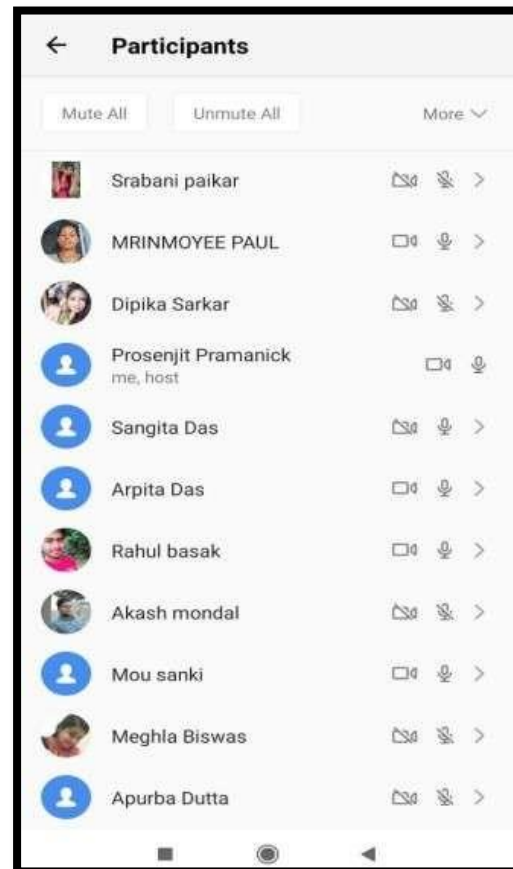 Participants
Mute All Unmute All More
Srabani paikar
MRINMOYEE PAUL
Dipika Sarkar
Prosenjit Pramanick
me, host
Sangita Das
Arpita Das
Rahul basak
Akash mondal
Mou sanki
Meghla Biswas
Apurba Dutta